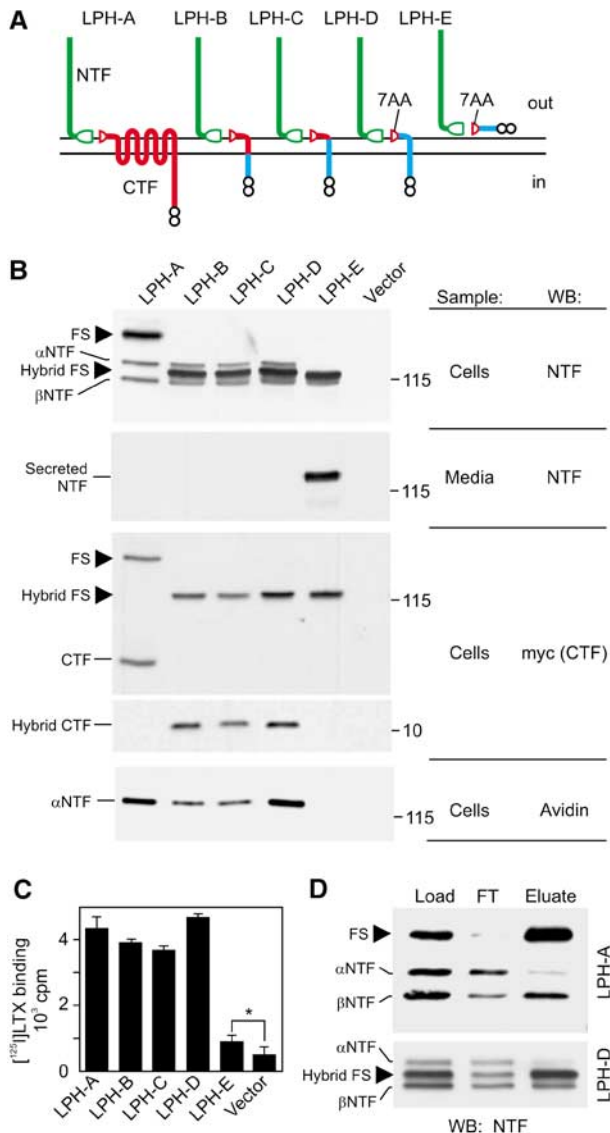 A
LPH-A LPH-B LPH-C LPH-D LPH-E
NTF
7AA 7AA
out
CTF
in
B
LPH-A LPH-B LPH-C LPH-D LPH-E Vector
Sample: WB:
FS
αNTF
Hybrid FS
βNTF
115
Cells NTF
Secreted
NTF
115
Media NTF
FS
Hybrid FS
115
CTF
Cells myc (CTF)
Hybrid CTF
10
αNTF
115
Cells Avidin
C
[¹²⁵I]LTX binding
10³ cpm
4
2
0
*
LPH-A LPH-B LPH-C LPH-D LPH-E Vector
D
Load FT Eluate
FS
αNTF
βNTF
LPH-A
αNTF
Hybrid FS
βNTF
LPH-D
WB: NTF